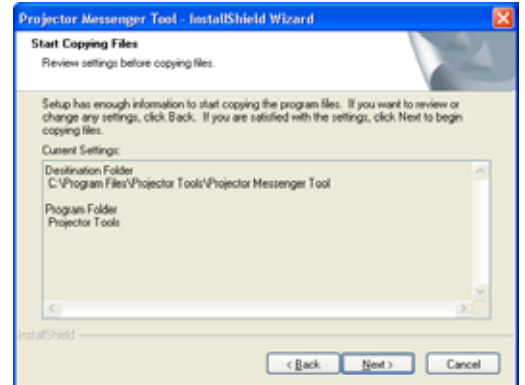 Projector Messenger Tool - InstallShield Wizard
Start Copying Files
Review settings before copying files.
Setup has enough information to start copying the program files. If you want to review or
change any settings, click Back. If you are satisfied with the settings, click Next to begin
copying files.
Current Settings:
Desitination Folder
C:\Program Files\Projector Tools\Projector Messenger Tool
Program Folder
Projector Tools
InstallShield
< Back
Next >
Cancel